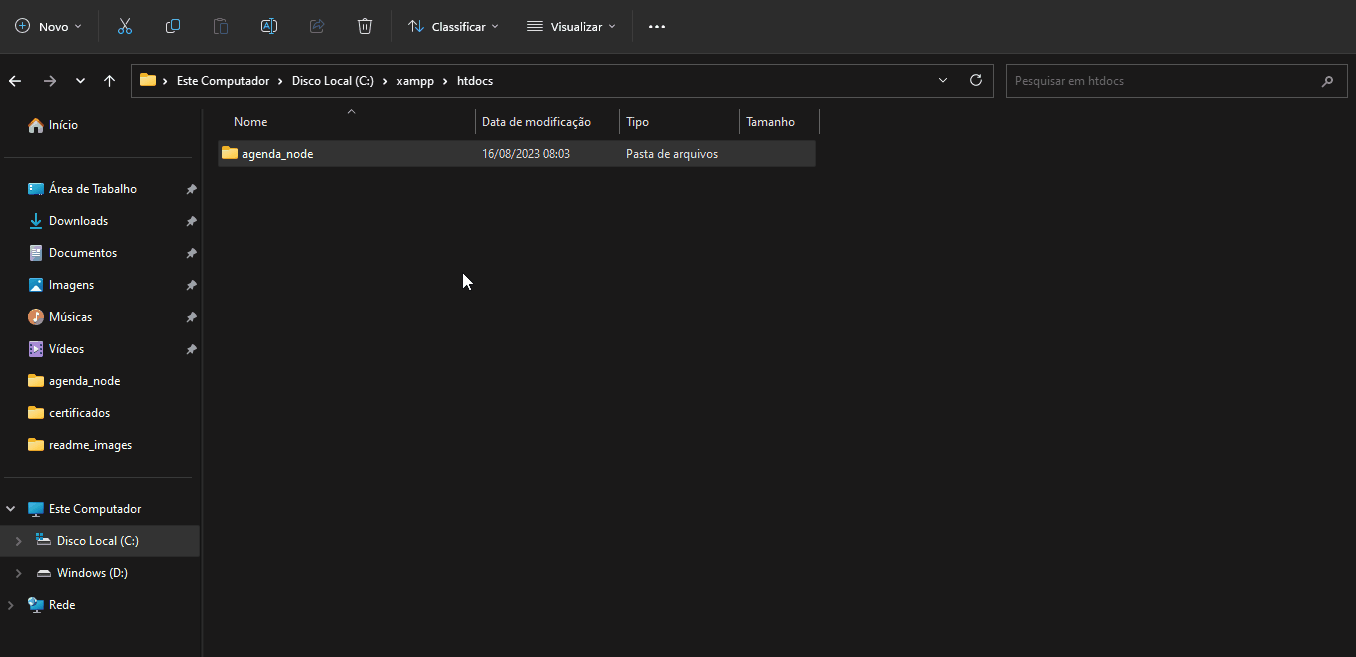 Novo Classificar Visualizar
Este Computador Disco Local (C:) xampp htdocs
Pesquisar em htdocs
Início
Área de Trabalho
Downloads
Documentos
Imagens
Músicas
Vídeos
agenda_node
certificados
readme_images
Este Computador
Disco Local (C:)
Windows (D:)
Rede
Nome Data de modificação Tipo Tamanho
agenda_node 16/08/2023 08:03 Pasta de arquivos